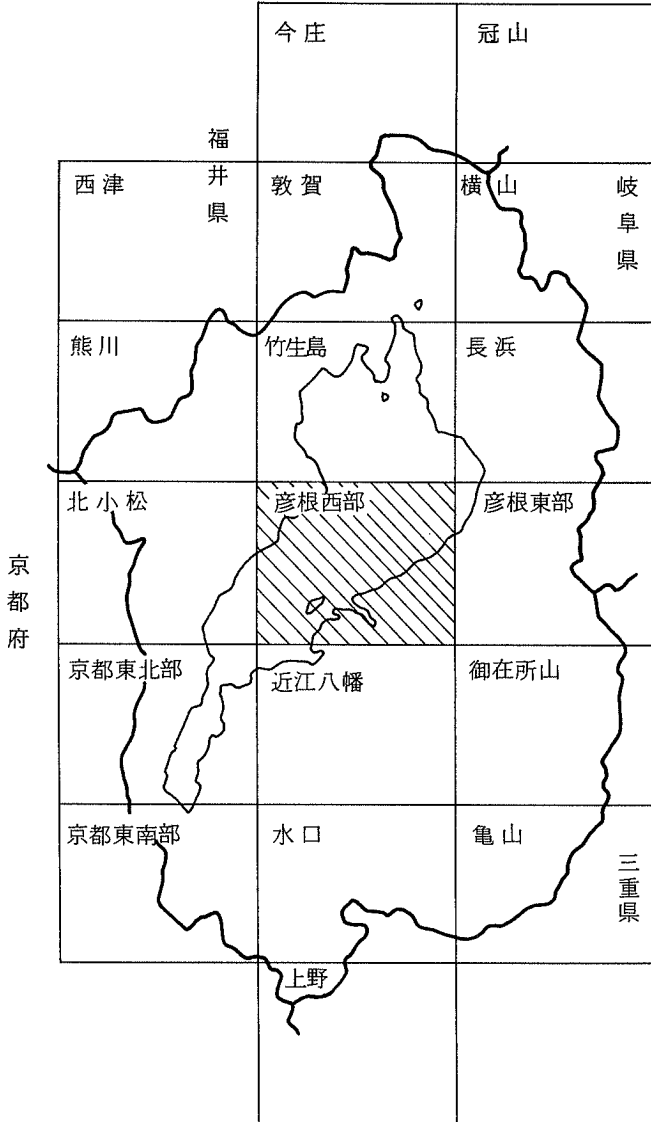 今庄
冠山
福井県
西津
敦賀
横山
岐阜県
熊川
竹生島
長浜
北小松
彦根西部
彦根東部
京都府
京都東北部
近江八幡
御在所山
京都東南部
水口
亀山
三重県
上野